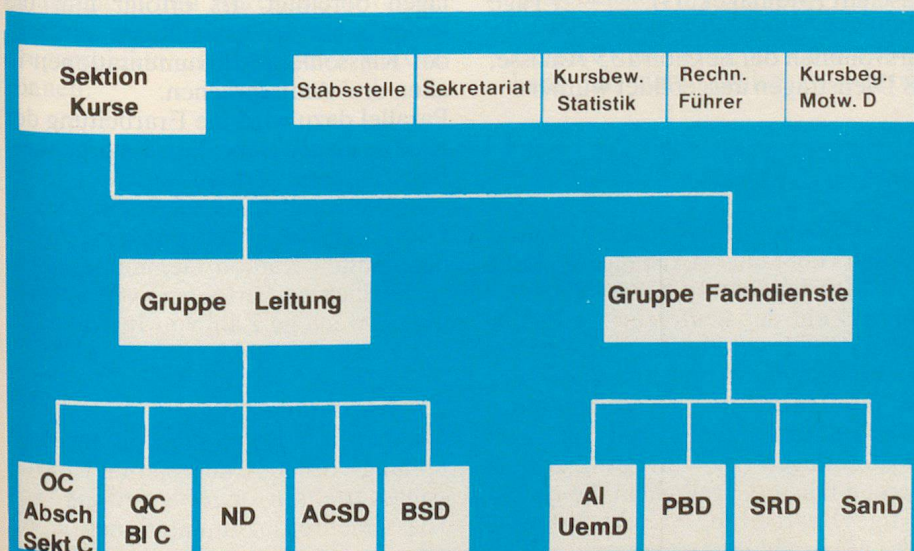 Sektion
Kurse
Stabsstelle
Sekretariat
Kursbew.
Statistik
Rechn.
Führer
Kursbeg.
Motw. D
Gruppe Leitung
Gruppe Fachdienste
OC
Absch
Sekt C
QC
Bl C
ND
ACSD
BSD
Al
UemD
PBD
SRD
SanD